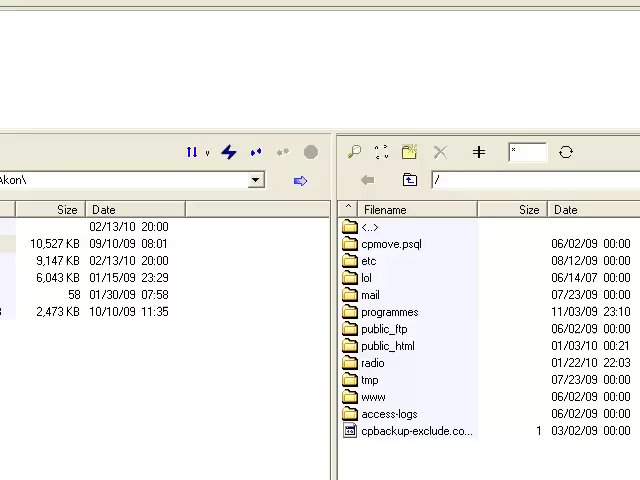 *
Akon\
/
Size Date
^ Filename Size Date
02/13/10 20:00
10,527 KB 09/10/09 08:01
9,147 KB 02/13/10 20:00
6,043 KB 01/15/09 23:29
58 01/30/09 07:58
2,473 KB 10/10/09 11:35
<..>
cpmove.psql 06/02/09 00:00
etc 08/12/09 00:00
lol 06/14/07 00:00
mail 07/23/09 00:00
programmes 11/03/09 23:10
public_ftp 06/02/09 00:00
public_html 01/03/10 00:21
radio 01/22/10 22:03
tmp 07/23/09 00:00
www 06/02/09 00:00
access-logs 06/02/09 00:00
cpbackup-exclude.co... 1 03/02/09 00:00